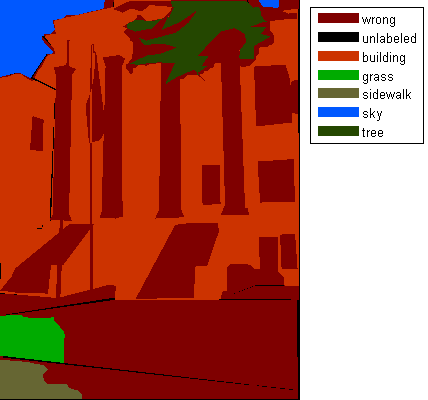 wrong
unlabeled
building
grass
sidewalk
sky
tree